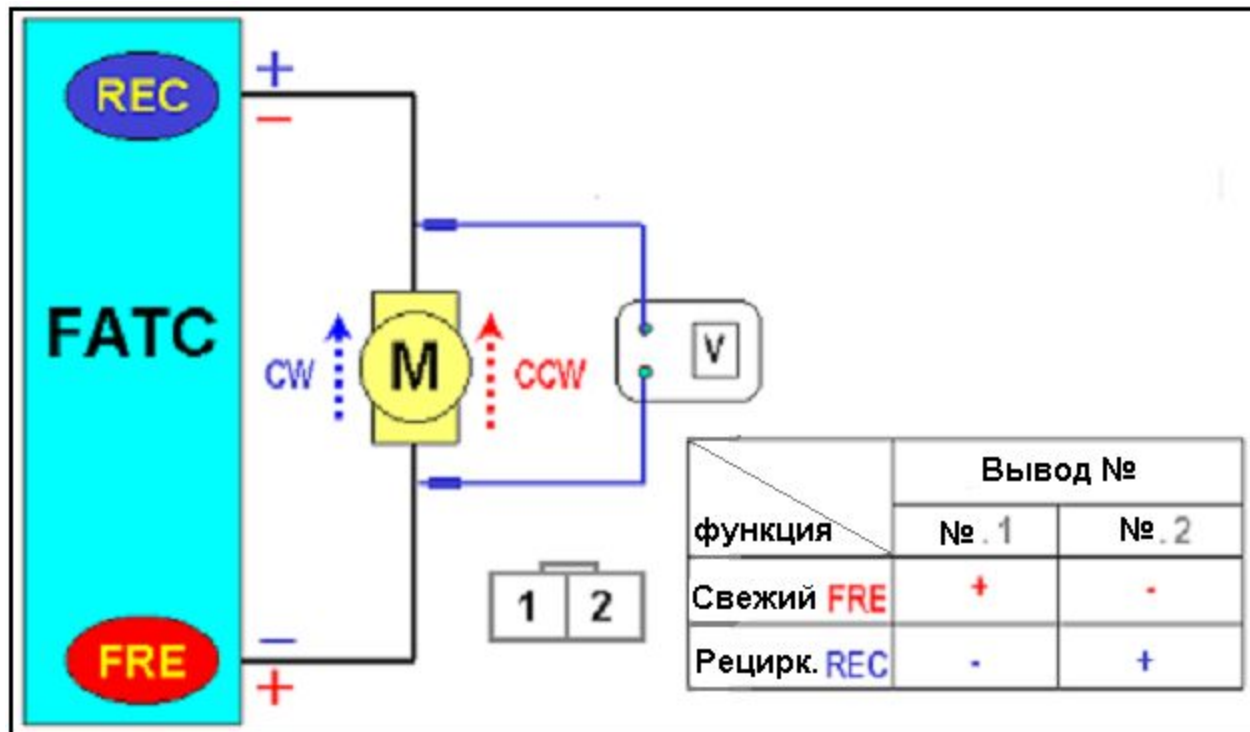 REC
+
−
FATC
CW
M
CCW
V
Вывод №
функция
№ . 1
№ . 2
Свежий FRE
+
-
Рецирк. REC
-
+
1
2
FRE
−
+